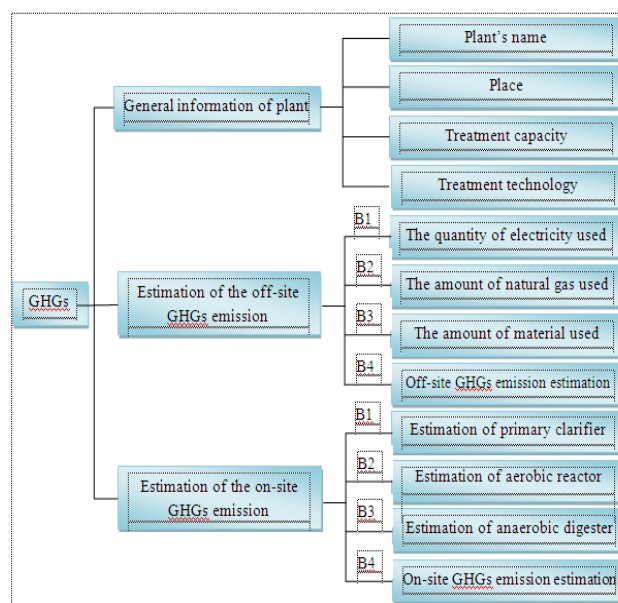 Plant's name
Place
General information of plant
Treatment capacity
Treatment technology
B1
The quantity of electricity used
B2
The amount of natural gas used
GHGs
Estimation of the off-site
GHGs emission
B3
The amount of material used
B4
Off-site GHGs emission estimation
B1
Estimation of primary clarifier
B2
Estimation of aerobic reactor
Estimation of the on-site
GHGs emission
B3
Estimation of anaerobic digester
B4
On-site GHGs emission estimation